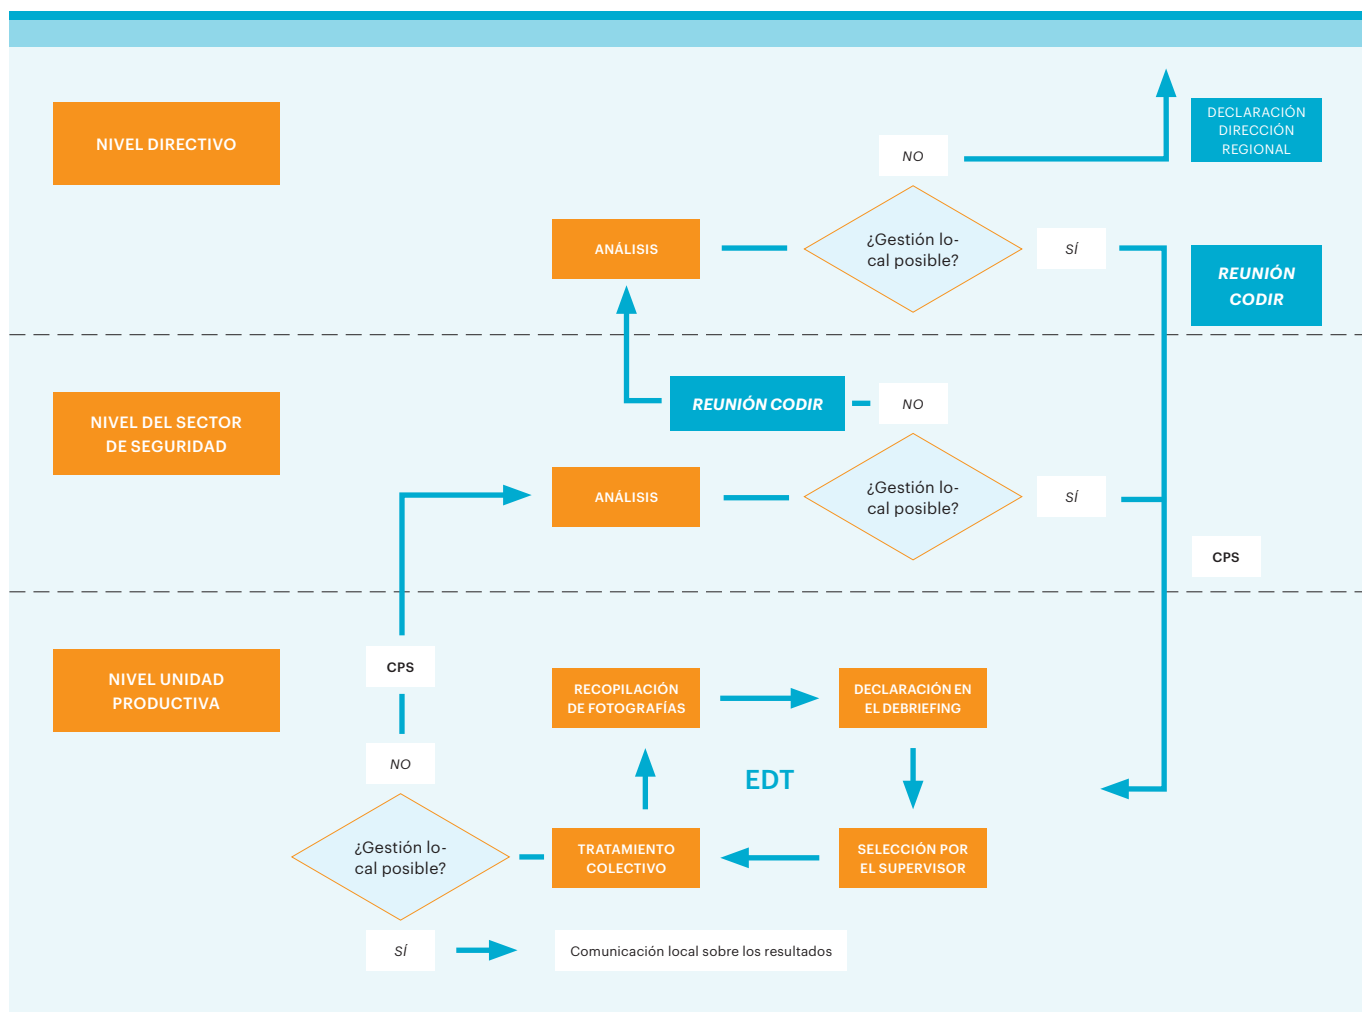 NIVEL DIRECTIVO
NO
DECLARACIÓN
DIRECCIÓN
REGIONAL
ANÁLISIS
¿Gestión lo-
cal posible?
SÍ
REUNIÓN
CODIR
NIVEL DEL SECTOR
DE SEGURIDAD
REUNIÓN CODIR
NO
ANÁLISIS
¿Gestión lo-
cal posible?
SÍ
CPS
NIVEL UNIDAD
PRODUCTIVA
CPS
RECOPILACIÓN
DE FOTOGRAFÍAS
DECLARACIÓN EN
EL DEBRIEFING
NO
EDT
¿Gestión lo-
cal posible?
TRATAMIENTO
COLECTIVO
SELECCIÓN POR
EL SUPERVISOR
SÍ
Comunicación local sobre los resultados